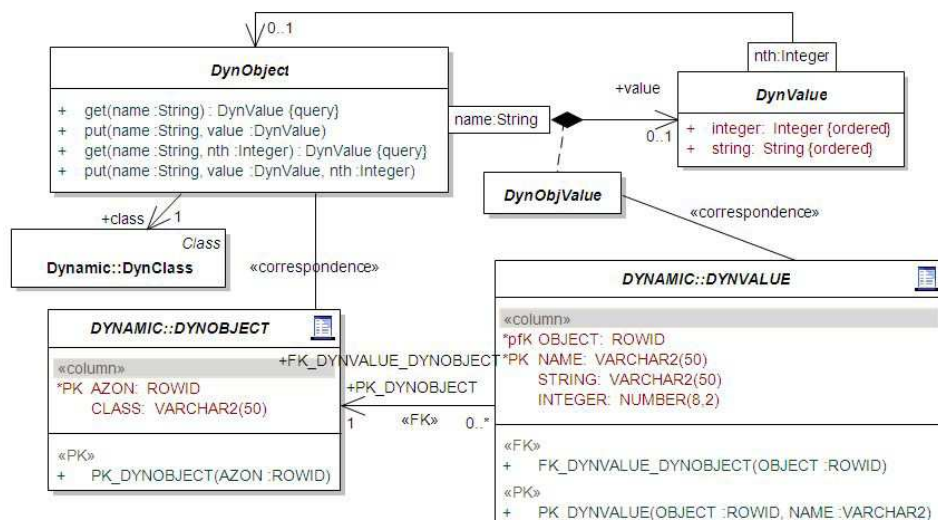 0..1
nth:Integer
DynObject
+ get(name :String) : DynValue {query}
+ put(name :String, value :DynValue)
+ get(name :String, nth :Integer) : DynValue {query}
+ put(name :String, value :DynValue, nth :Integer)
name:String
+value
0..1
DynValue
+ integer: Integer {ordered}
+ string: String {ordered}
DynObjValue
+class
1
Class
Dynamic::DynClass
«correspondence»
«correspondence»
DYNAMIC::DYNOBJECT
«column»
*PK AZON: ROWID
CLASS: VARCHAR2(50)
«PK»
+ PK_DYNOBJECT(AZON :ROWID)
+FK_DYNVALUE_DYNOBJECT
+PK_DYNOBJECT
1
«FK»
0..*
DYNAMIC::DYNVALUE
«column»
*pfK OBJECT: ROWID
*PK NAME: VARCHAR2(50)
STRING: VARCHAR2(50)
INTEGER: NUMBER(8,2)
«FK»
+ FK_DYNVALUE_DYNOBJECT(OBJECT :ROWID)
«PK»
+ PK_DYNVALUE(OBJECT :ROWID, NAME :VARCHAR2)